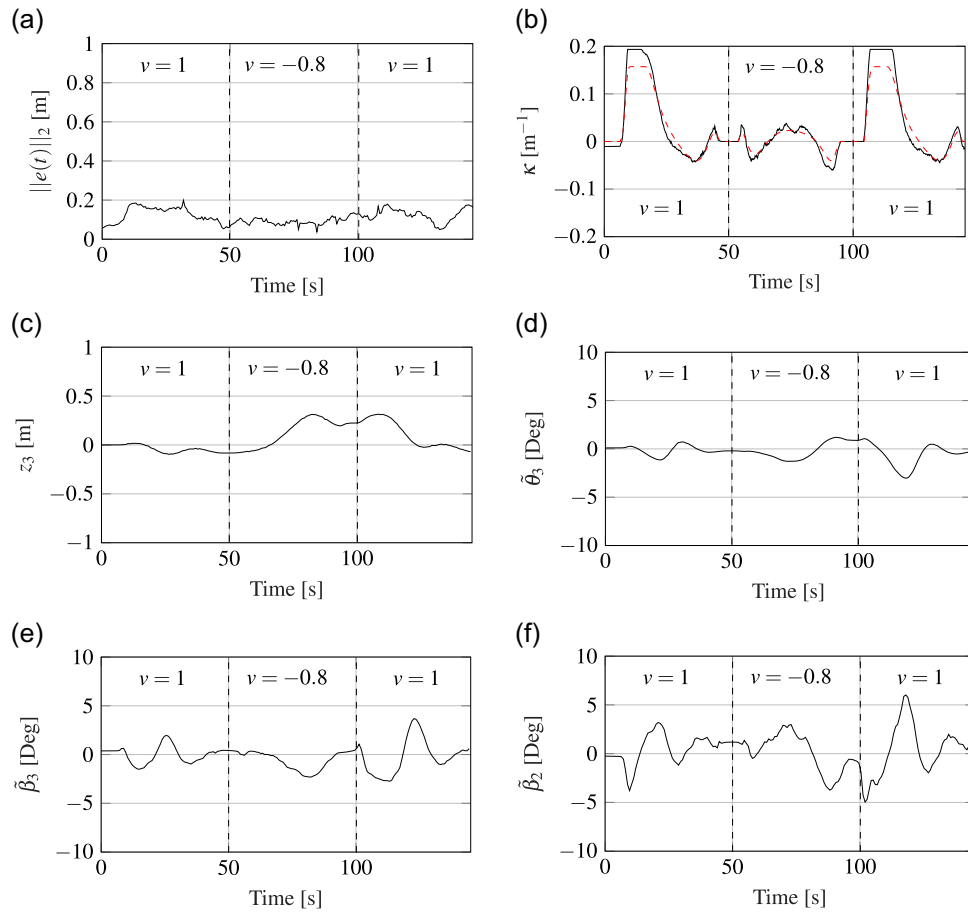 (a)
1
0.8
0.6
0.4
0.2
0
||e(t)||₂ [m]
v = 1
v = −0.8
v = 1
0
50
100
Time [s]
(b)
0.2
0.1
0
−0.1
−0.2
κ [m⁻¹]
v = −0.8
v = 1
v = 1
0
50
100
Time [s]
(c)
1
0.5
0
−0.5
−1
z₃ [m]
v = 1
v = −0.8
v = 1
0
50
100
Time [s]
(d)
10
5
0
−5
−10
θ̃₃ [Deg]
v = 1
v = −0.8
v = 1
0
50
100
Time [s]
(e)
10
5
0
−5
−10
β̃₃ [Deg]
v = 1
v = −0.8
v = 1
0
50
100
Time [s]
(f)
10
5
0
−5
−10
β̃₂ [Deg]
v = 1
v = −0.8
v = 1
0
50
100
Time [s]